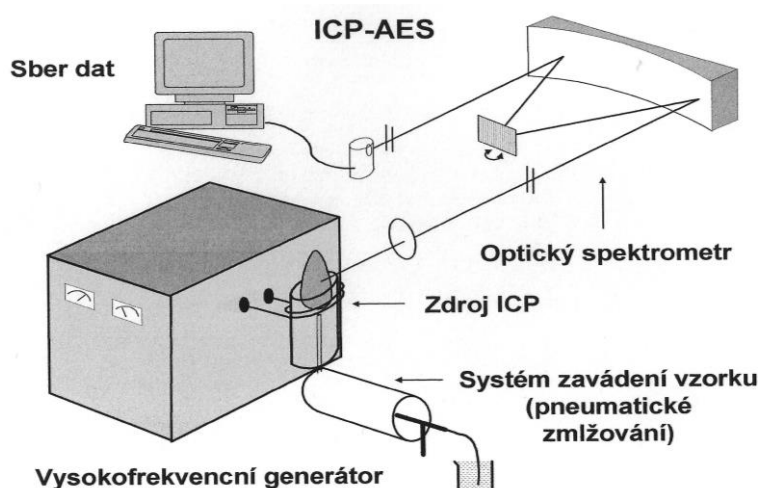 ICP-AES
Sber dat
Optický spektrometr
Zdroj ICP
Systém zavádení vzorku
(pneumatické
zmlžování)
Vysokofrekvencní generátor